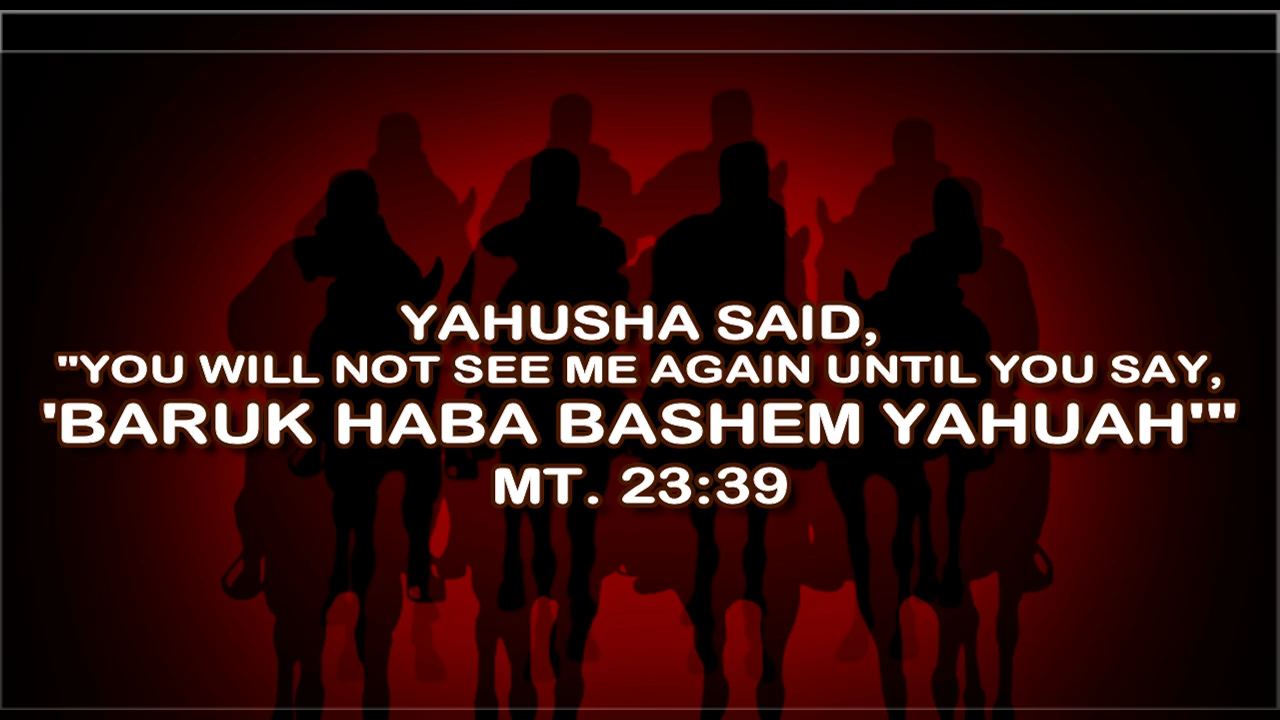 YAHUSHA SAID,
"YOU WILL NOT SEE ME AGAIN UNTIL YOU SAY,
'BARUK HABA BASHEM YAHUAH'"
MT. 23:39